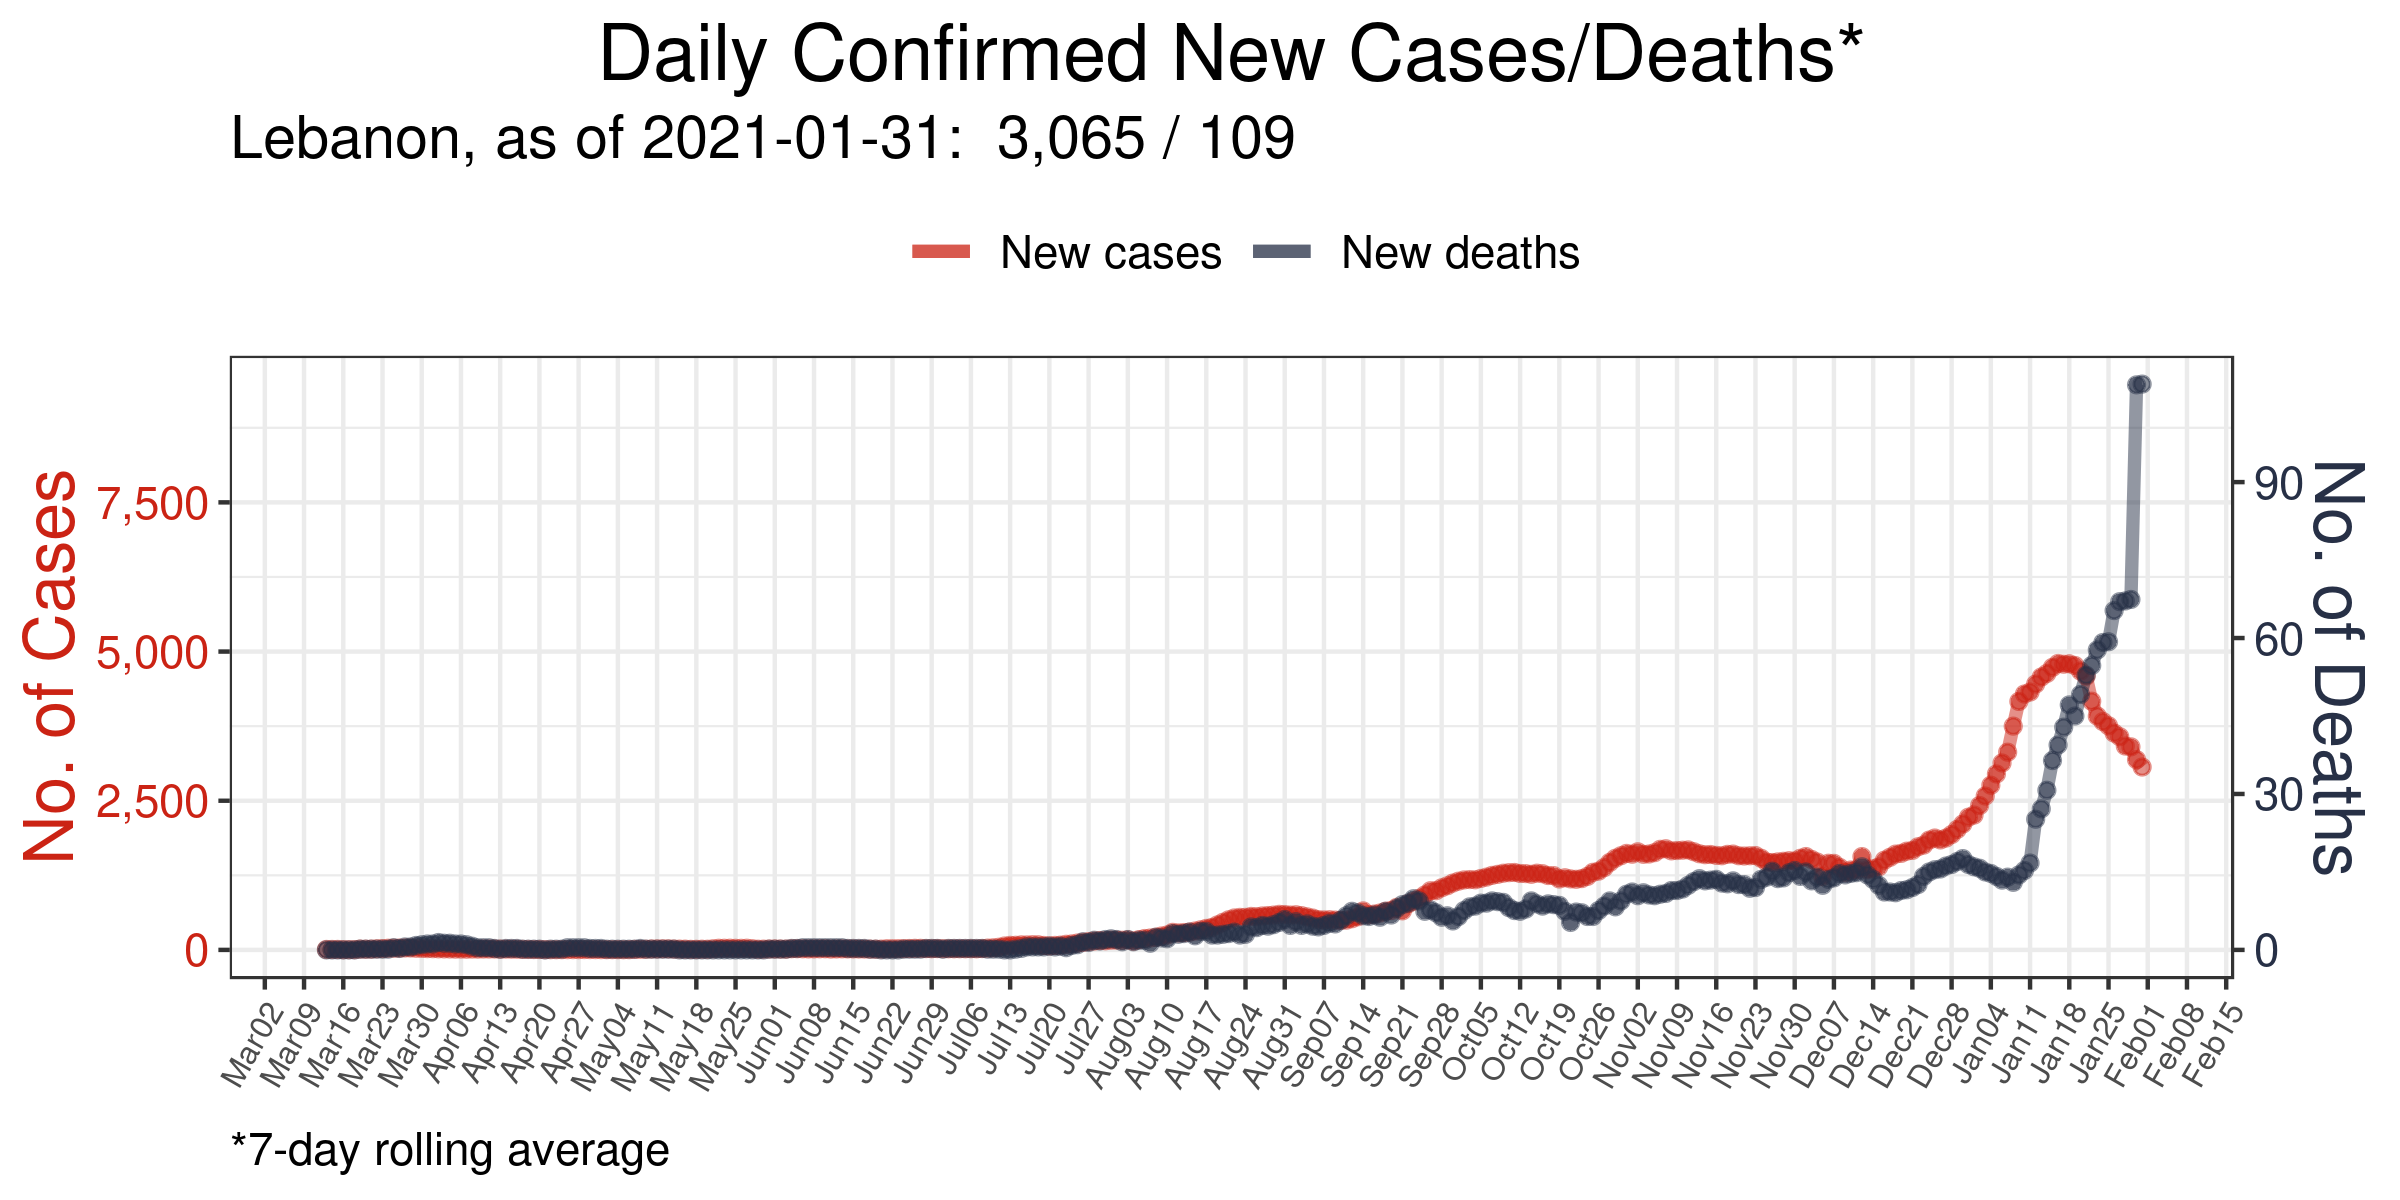 Daily Confirmed New Cases/Deaths*
Lebanon, as of 2021-01-31:  3,065 / 109
New cases
New deaths
No. of Cases
7,500
5,000
2,500
0
90
60
30
0
No. of Deaths
Mar02
Mar09
Mar16
Mar23
Mar30
Apr06
Apr13
Apr20
Apr27
May04
May11
May18
May25
Jun01
Jun08
Jun15
Jun22
Jun29
Jul06
Jul13
Jul20
Jul27
Aug03
Aug10
Aug17
Aug24
Aug31
Sep07
Sep14
Sep21
Sep28
Oct05
Oct12
Oct19
Oct26
Nov02
Nov09
Nov16
Nov23
Nov30
Dec07
Dec14
Dec21
Dec28
Jan04
Jan11
Jan18
Jan25
Feb01
Feb08
Feb15
*7-day rolling average